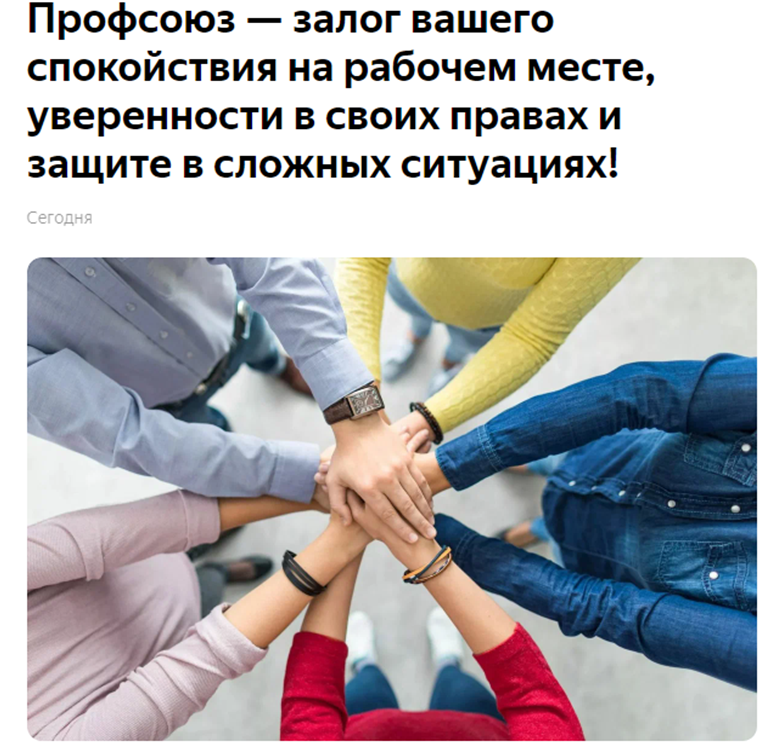 Профсоюз — залог вашего
спокойствия на рабочем месте,
уверенности в своих правах и
защите в сложных ситуациях!
Сегодня